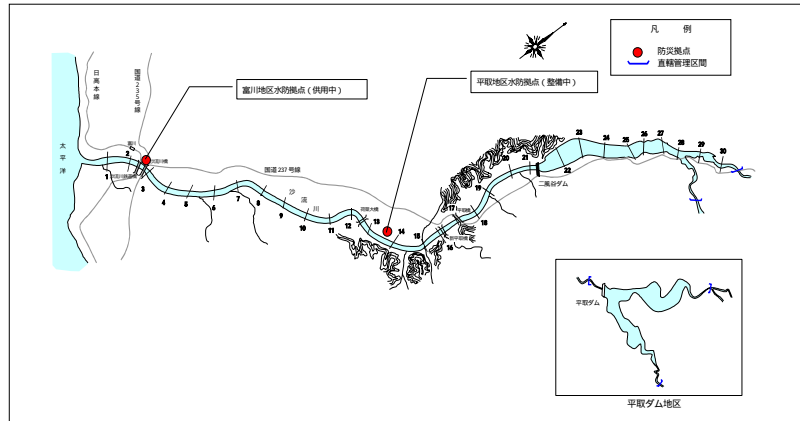 凡 例
防災拠点
直轄管理区間
富川地区水防拠点(供用中)
平取地区水防拠点(整備中)
日高本線
国道235号線
太平洋
富川
国道237号線
沙流川
二風谷ダム
1
2
3
4
5
6
7
8
9
10
11
12
13
14
15
16
17
18
19
20
21
22
23
24
25
26
27
28
29
30
平取ダム
平取ダム地区